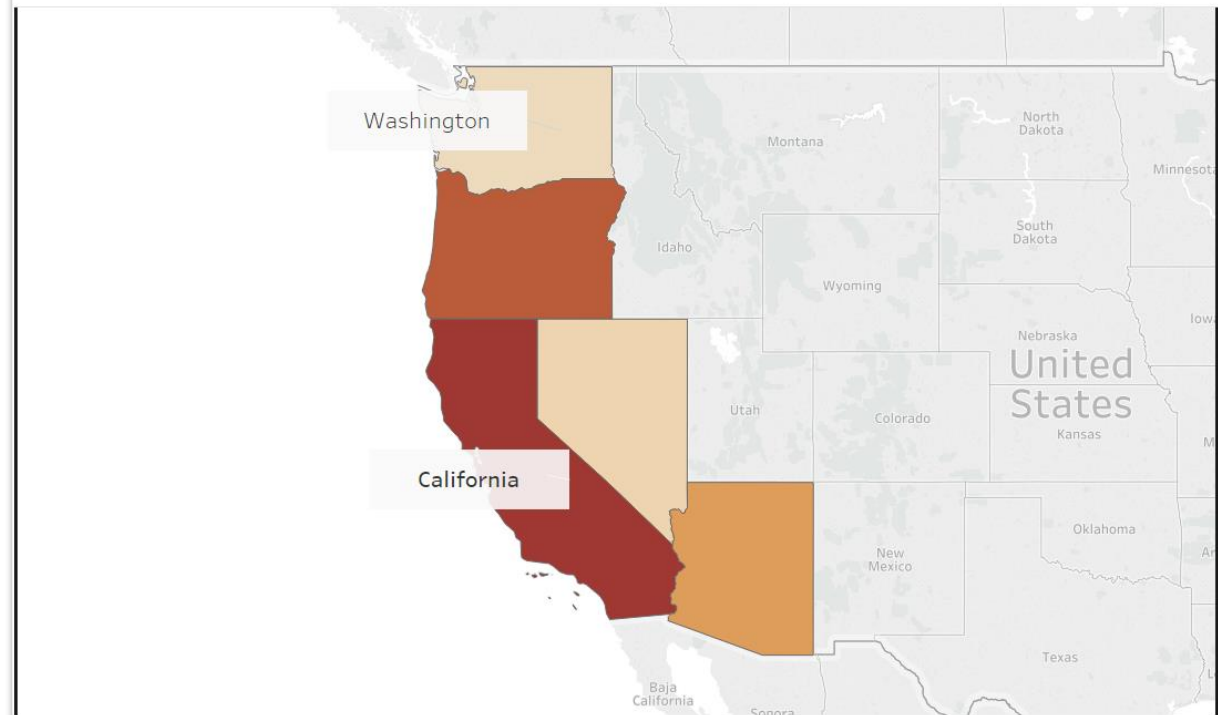 Washington
Montana
North
Dakota
South
Dakota
Idaho
Wyoming
Nebraska
United
States
Utah
Colorado
Kansas
California
New
Mexico
Oklahoma
Texas
Baja
California